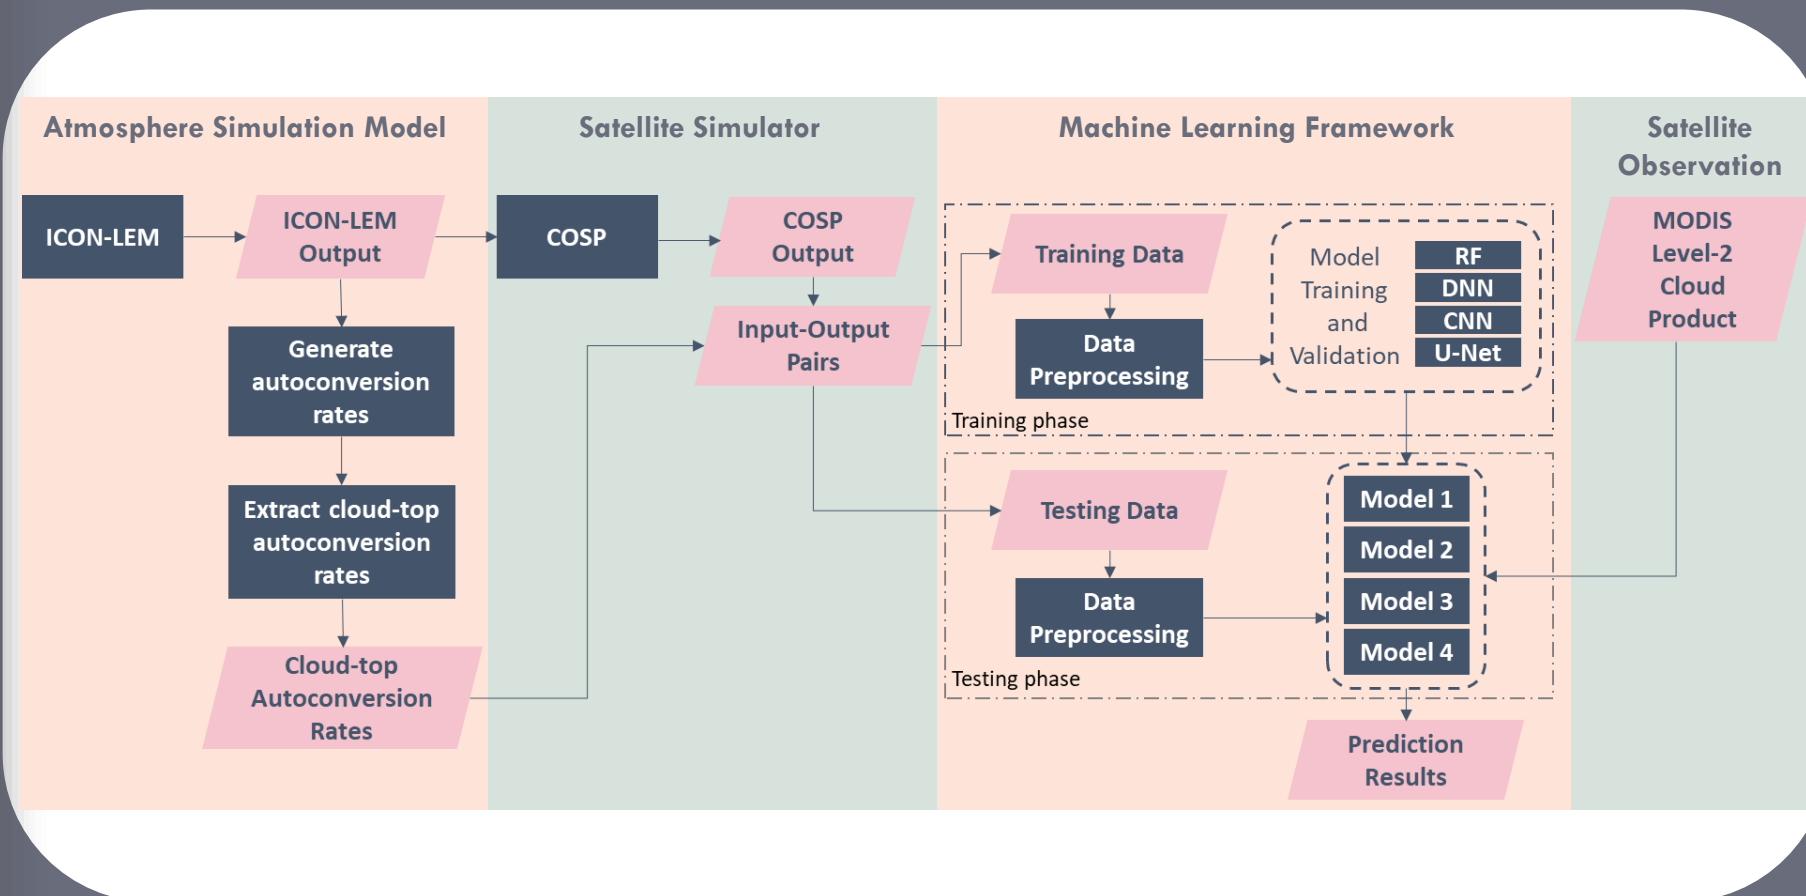 Atmosphere Simulation Model
ICON-LEM
ICON-LEM
Output
Generate
autoconversion
rates
Extract cloud-top
autoconversion
rates
Cloud-top
Autoconversion
Rates
Satellite Simulator
COSP
COSP
Output
Input-Output
Pairs
Machine Learning Framework
Training Data
Data
Preprocessing
Model
Training
and
Validation
RF
DNN
CNN
U-Net
Training phase
Testing Data
Data
Preprocessing
Model 1
Model 2
Model 3
Model 4
Testing phase
Prediction
Results
Satellite
Observation
MODIS
Level-2
Cloud
Product